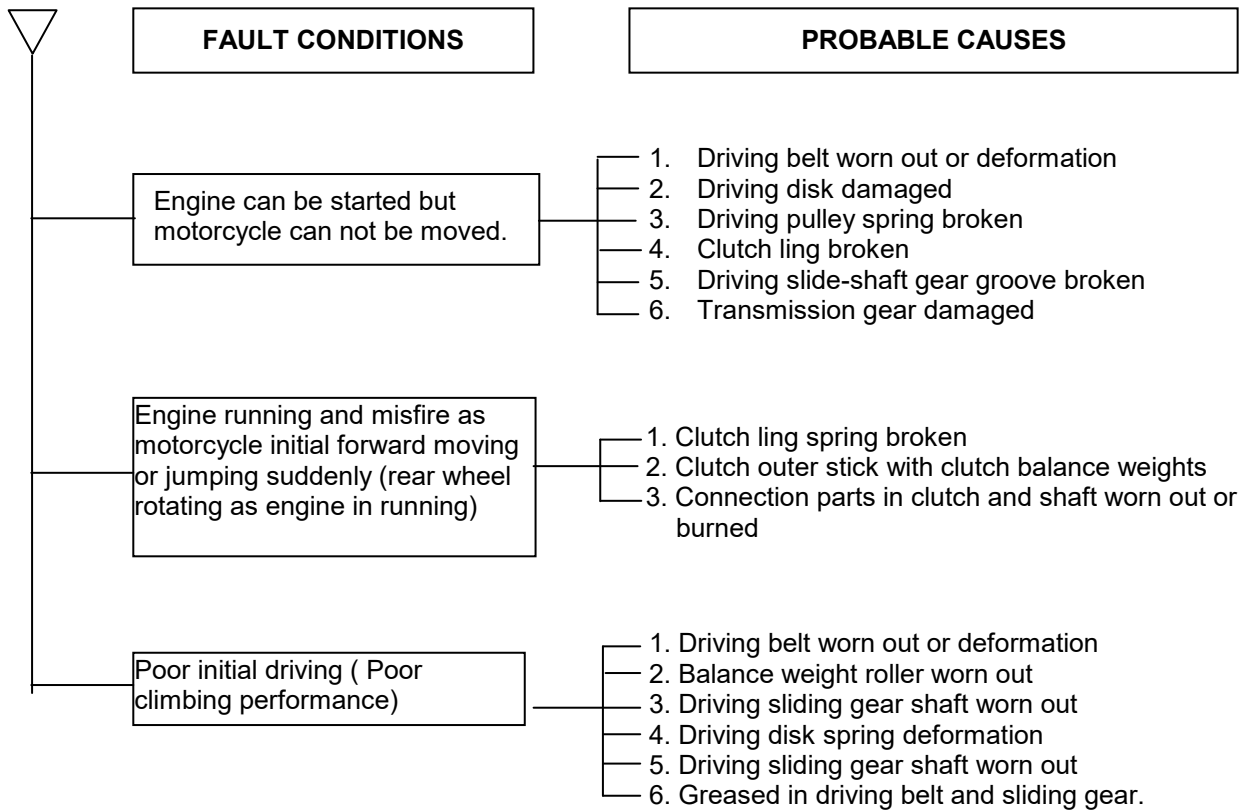 FAULT CONDITIONS
PROBABLE CAUSES
Engine can be started but
motorcycle can not be moved.
1. Driving belt worn out or deformation
2. Driving disk damaged
3. Driving pulley spring broken
4. Clutch ling broken
5. Driving slide-shaft gear groove broken
6. Transmission gear damaged
Engine running and misfire as
motorcycle initial forward moving
or jumping suddenly (rear wheel
rotating as engine in running)
1. Clutch ling spring broken
2. Clutch outer stick with clutch balance weights
3. Connection parts in clutch and shaft worn out or
burned
Poor initial driving ( Poor
climbing performance)
1. Driving belt worn out or deformation
2. Balance weight roller worn out
3. Driving sliding gear shaft worn out
4. Driving disk spring deformation
5. Driving sliding gear shaft worn out
6. Greased in driving belt and sliding gear.